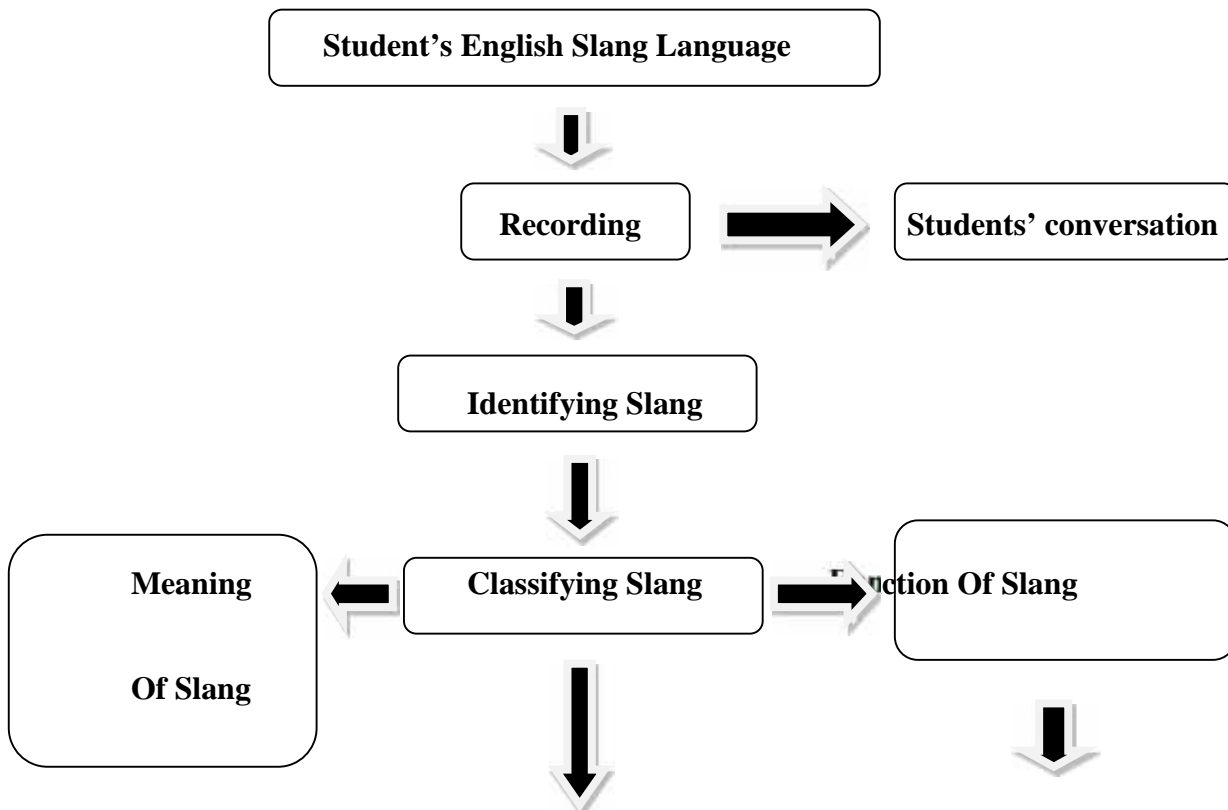 Student’s English Slang Language
Recording
Students’ conversation
Identifying Slang
Meaning
Of Slang
Classifying Slang
Of Slang